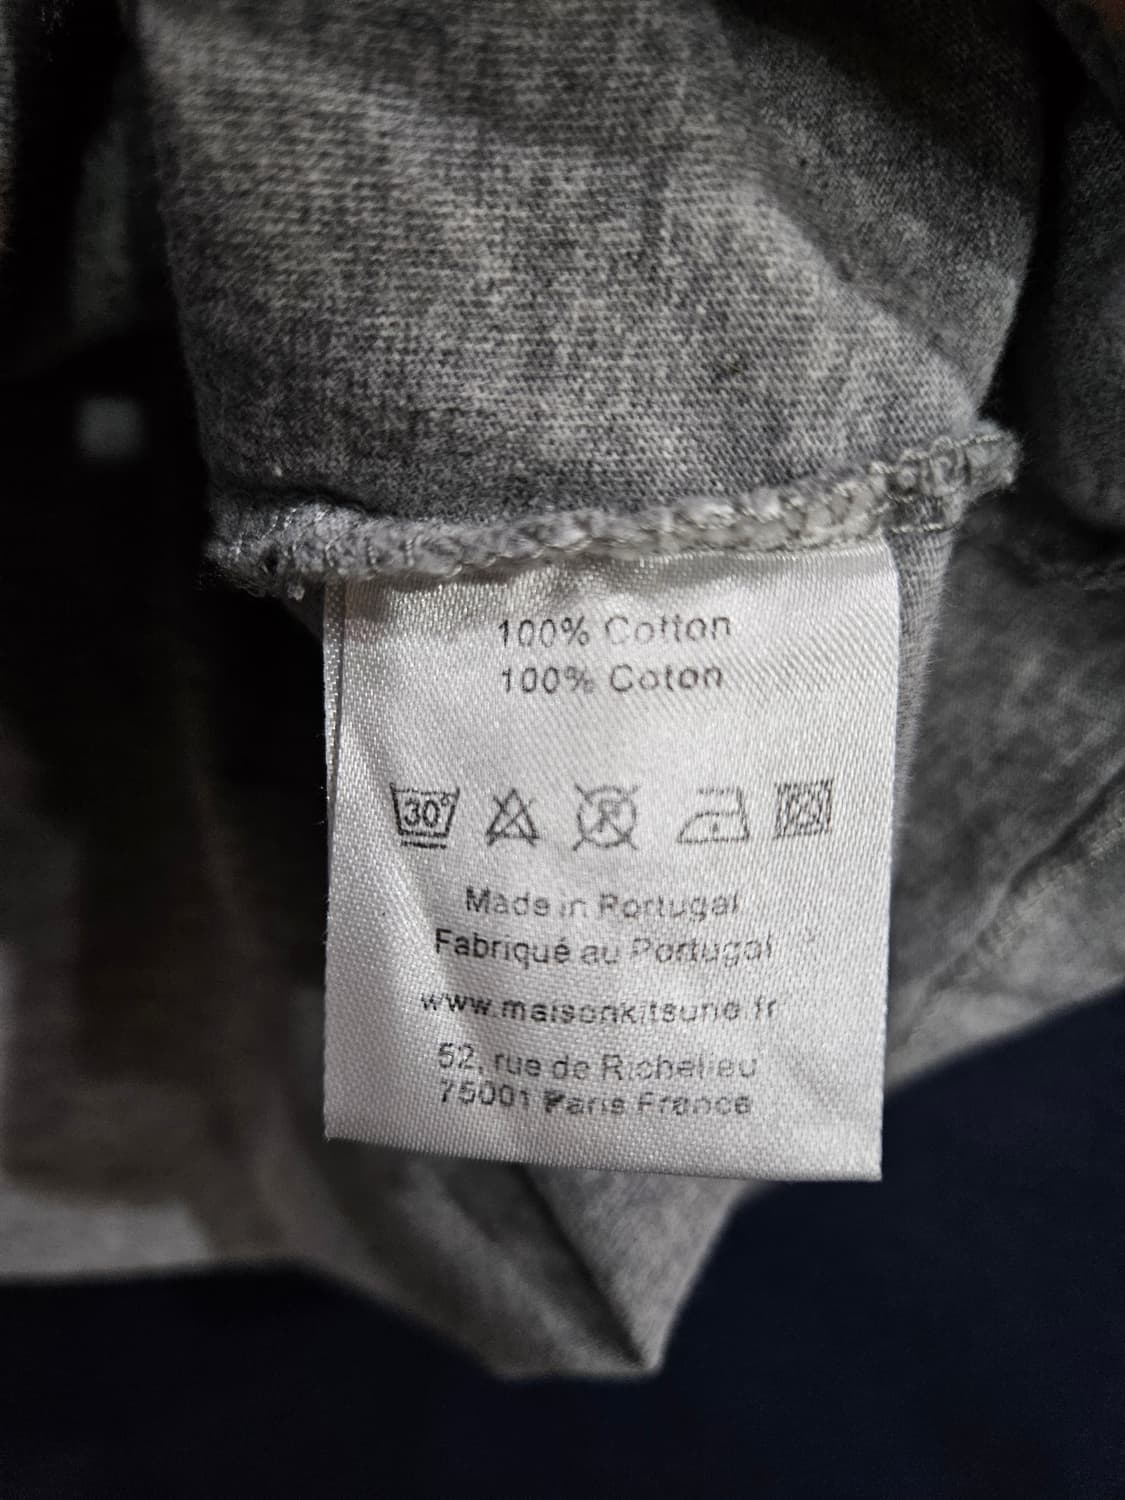 100% Cotton
100% Coton
30°
Made in Portugal
Fabriqué au Portugal
www.maisonkitsune.fr
52, rue de Richelieu
75001 Paris France